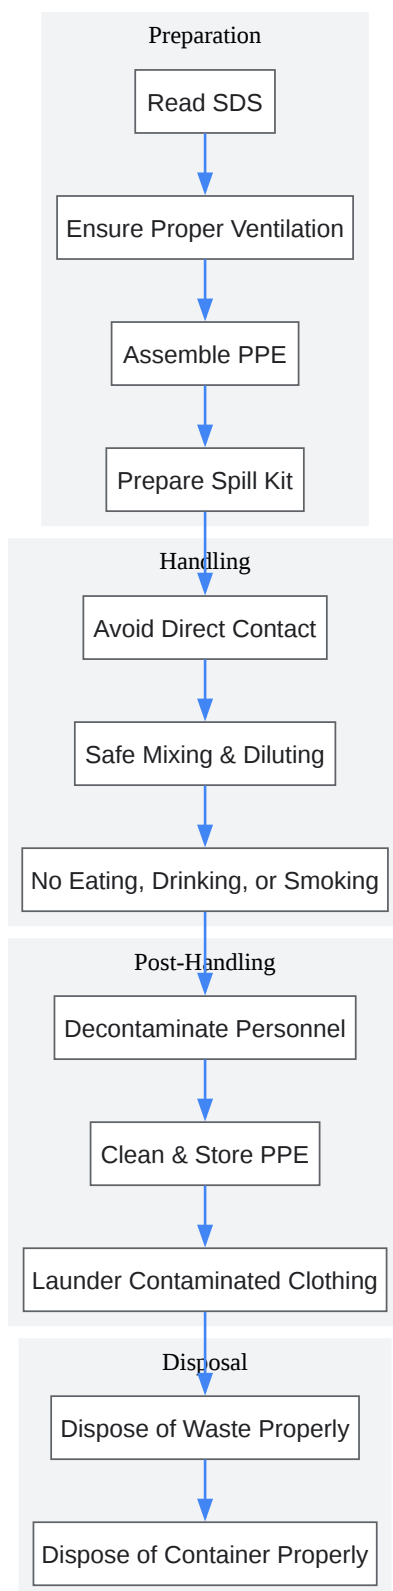 Preparation
Read SDS
Ensure Proper Ventilation
Assemble PPE
Prepare Spill Kit
Handling
Avoid Direct Contact
Safe Mixing & Diluting
No Eating, Drinking, or Smoking
Post-Handling
Decontaminate Personnel
Clean & Store PPE
Launder Contaminated Clothing
Disposal
Dispose of Waste Properly
Dispose of Container Properly